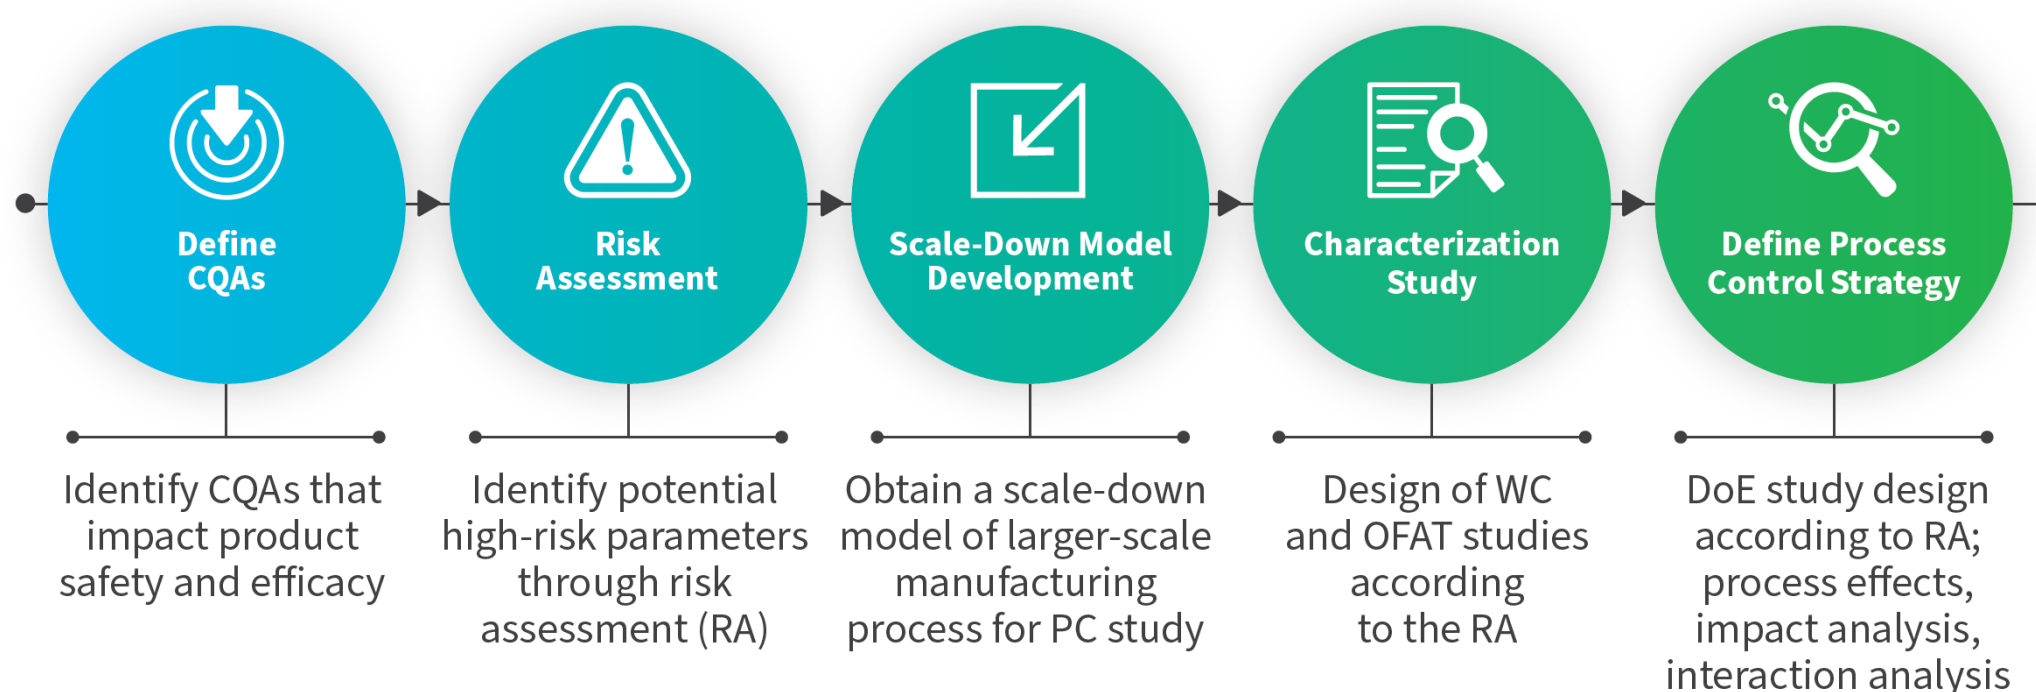 Define
CQAs
Identify CQAs that
impact product
safety and efficacy
Risk
Assessment
Identify potential
high-risk parameters
through risk
assessment (RA)
Scale-Down Model
Development
Obtain a scale-down
model of larger-scale
manufacturing
process for PC study
Characterization
Study
Design of WC
and OFAT studies
according
to the RA
Define Process
Control Strategy
DoE study design
according to RA;
process effects,
impact analysis,
interaction analysis